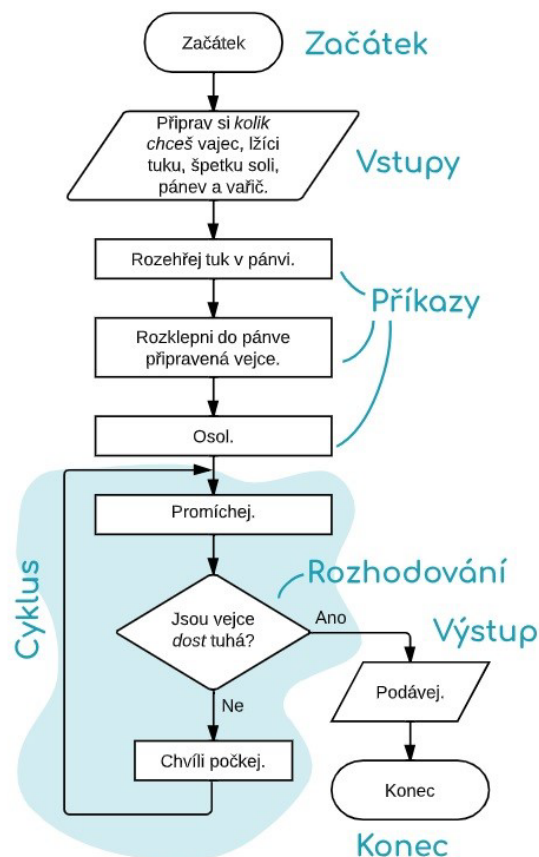 Začátek
Začátek
Připrav si kolik
chceš vajec, lžíci
tuku, špetku soli,
pánev a vařič.
Vstupy
Rozehřej tuk v pánvi.
Příkazy
Rozklepni do pánve
připravená vejce.
Osol.
Promíchej.
Cyklus
Rozhodování
Jsou vejce
dost tuhá?
Ano
Výstup
Podávej.
Ne
Chvíli počkej.
Konec
Konec